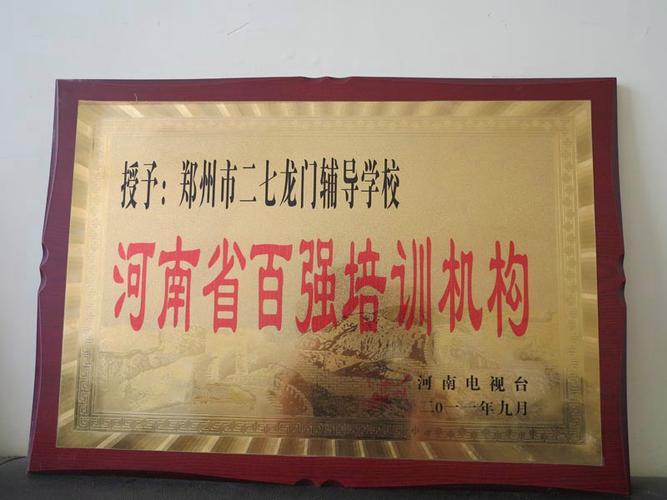 授予：郑州市二七龙门辅导学校
河南省百强培训机构
河南电视台
二0一一年九月